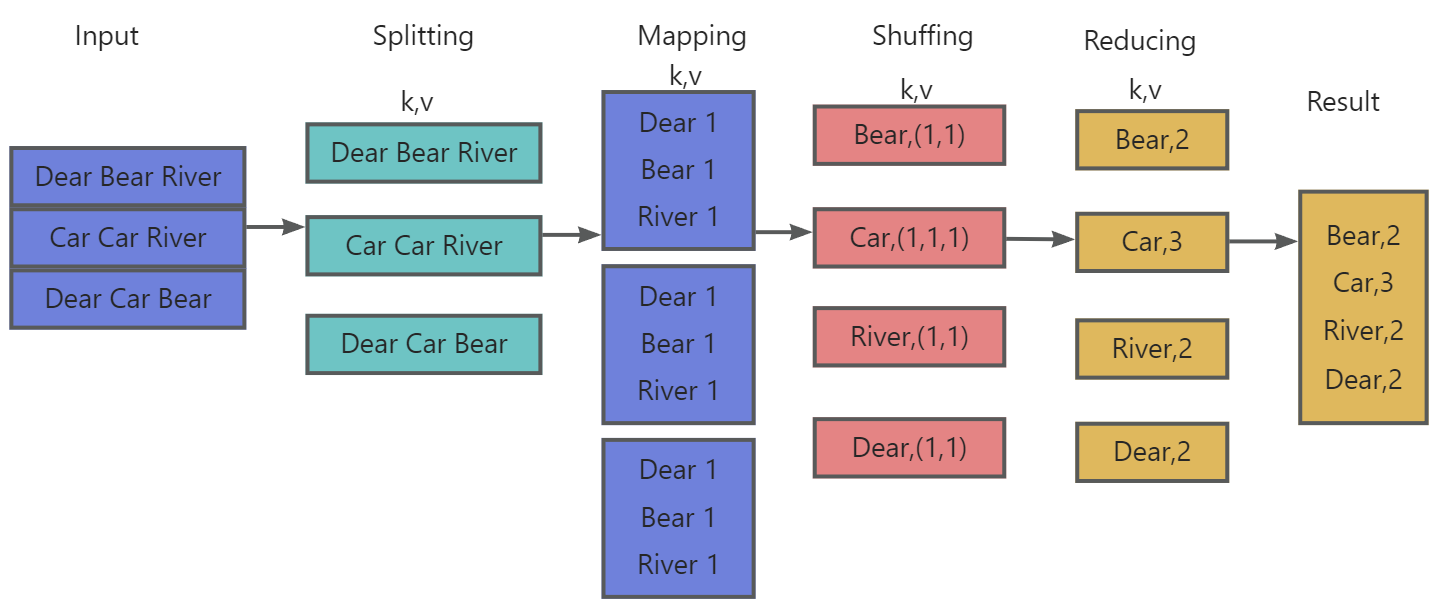 Input
Splitting
Mapping
Shuffing
Reducing
Result
k,v
k,v
k,v
k,v
Dear Bear River
Car Car River
Dear Car Bear
Dear Bear River
Car Car River
Dear Car Bear
Dear 1
Bear 1
River 1
Dear 1
Bear 1
River 1
Dear 1
Bear 1
River 1
Bear,(1,1)
Car,(1,1,1)
River,(1,1)
Dear,(1,1)
Bear,2
Car,3
River,2
Dear,2
Bear,2
Car,3
River,2
Dear,2